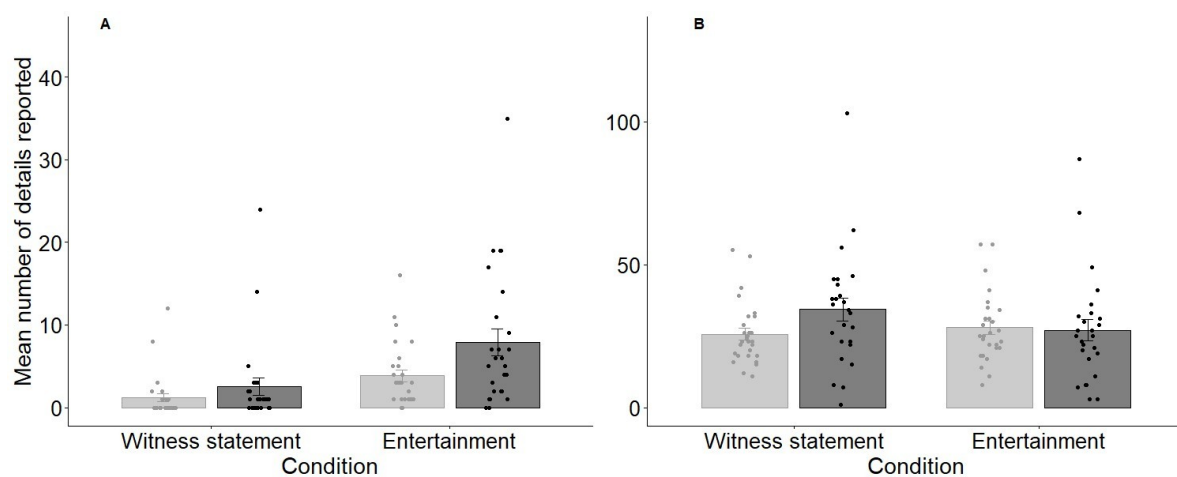 A
Mean number of details reported
40
30
20
10
0
Witness statement Entertainment
Condition
B
100
50
0
Witness statement Entertainment
Condition